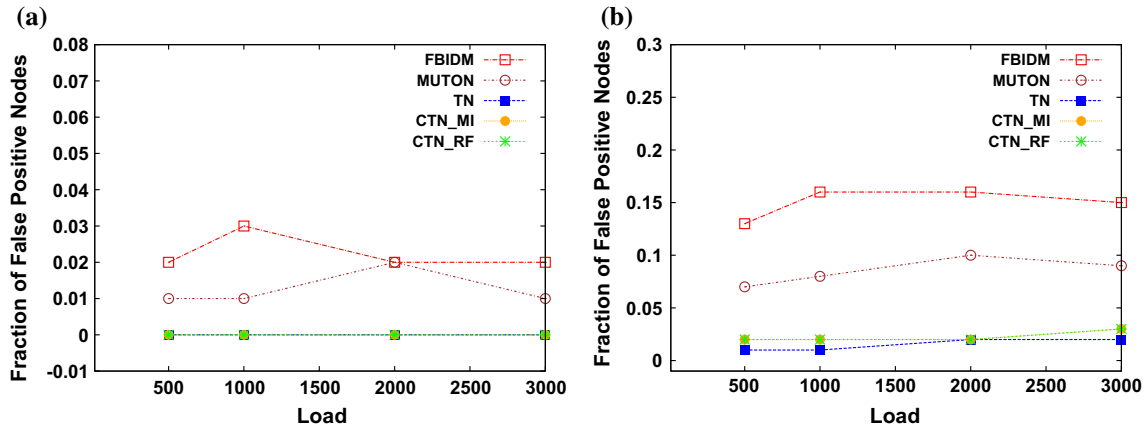 (a)
Fraction of False Positive Nodes
0.08
0.07
0.06
0.05
0.04
0.03
0.02
0.01
0
-0.01
FBIDM
MUTON
TN
CTN_MI
CTN_RF
500 1000 1500 2000 2500 3000
Load
(b)
Fraction of False Positive Nodes
0.3
0.25
0.2
0.15
0.1
0.05
0
FBIDM
MUTON
TN
CTN_MI
CTN_RF
500 1000 1500 2000 2500 3000
Load